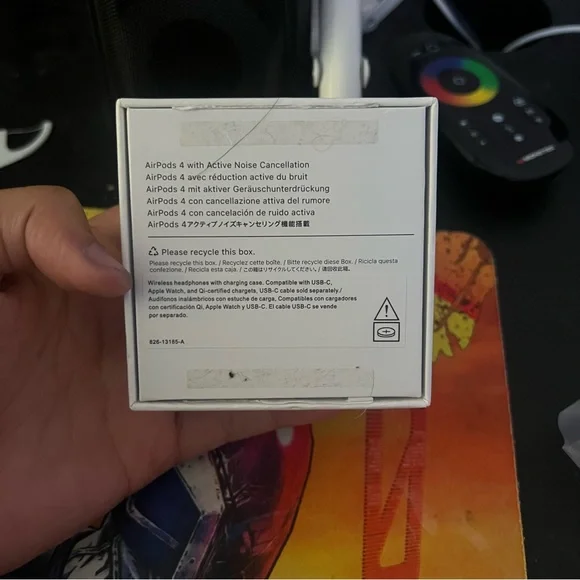 AirPods 4 with Active Noise Cancellation
AirPods 4 avec réduction active du bruit
AirPods 4 mit aktiver Geräuschunterdrückung
AirPods 4 con cancellazione attiva del rumore
AirPods 4 con cancelación de ruido activa
AirPods 4アクティブノイズキャンセリング機能搭載
Please recycle this box.
Please recycle this box. / Recyclez cette boîte. / Bitte recycle diese Box. / Ricicla questa
confezione. / Recicla esta caja. / この箱はリサイクルしてください。/ 请回收此箱。
Wireless headphones with charging case. Compatible with USB-C,
Apple Watch, and Qi-certified chargers, USB-C cable sold separately./
Audífonos inalámbricos con estuche de carga, Compatibles con cargadores
con certificación Qi, Apple Watch y USB-C. El cable USB-C se vende
por separado.
826-13185-A